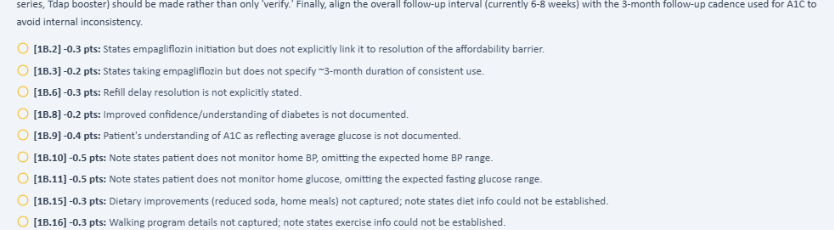 series, Tdap booster) should be made rather than only 'verify.' Finally, align the overall follow-up interval (currently 6-8 weeks) with the 3-month follow-up cadence used for A1C to
avoid internal inconsistency.
[1B.2] -0.3 pts: States empagliflozin initiation but does not explicitly link it to resolution of the affordability barrier.
[1B.3] -0.2 pts: States taking empagliflozin but does not specify ~3-month duration of consistent use.
[1B.6] -0.3 pts: Refill delay resolution is not explicitly stated.
[1B.8] -0.2 pts: Improved confidence/understanding of diabetes is not documented.
[1B.9] -0.4 pts: Patient's understanding of A1C as reflecting average glucose is not documented.
[1B.10] -0.5 pts: Note states patient does not monitor home BP, omitting the expected home BP range.
[1B.11] -0.5 pts: Note states patient does not monitor home glucose, omitting the expected fasting glucose range.
[1B.15] -0.3 pts: Dietary improvements (reduced soda, home meals) not captured; note states diet info could not be established.
[1B.16] -0.3 pts: Walking program details not captured; note states exercise info could not be established.